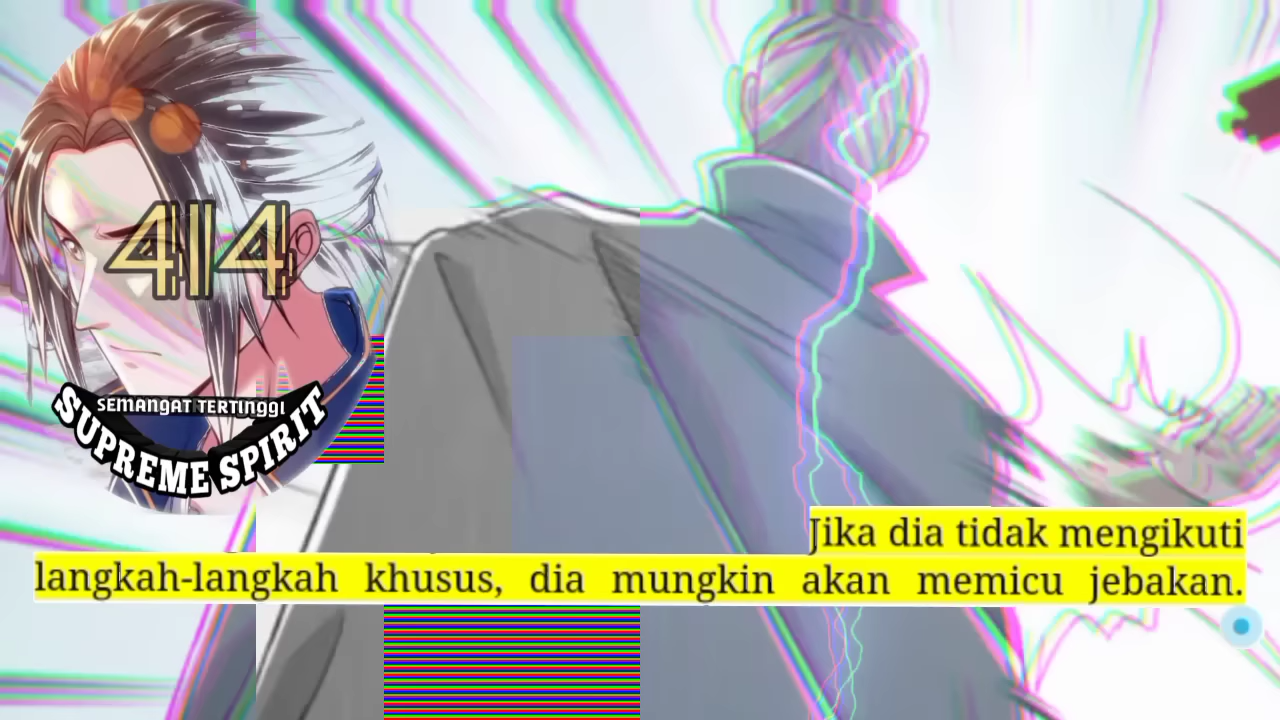 414
SEMANGAT TERTINGGI
SUPREME SPIRIT
Jika dia tidak mengikuti
langkah-langkah khusus, dia mungkin akan memicu jebakan.